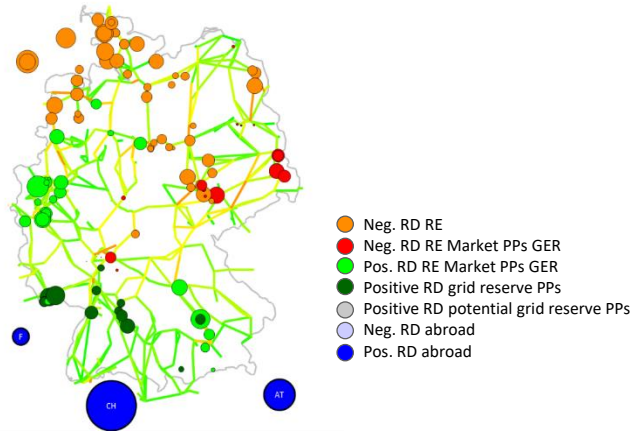 Neg. RD RE
Neg. RD RE Market PPs GER
Pos. RD RE Market PPs GER
Positive RD grid reserve PPs
Positive RD potential grid reserve PPs
F
Neg. RD abroad
Pos. RD abroad
AT
CH